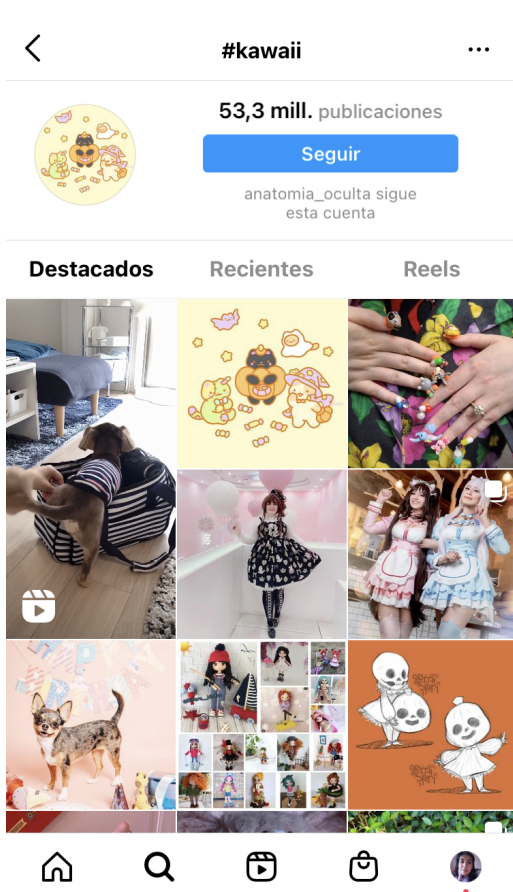 #kawaii
53,3 mill. publicaciones
Seguir
anatomia_oculta sigue
esta cuenta
Destacados
Recientes
Reels